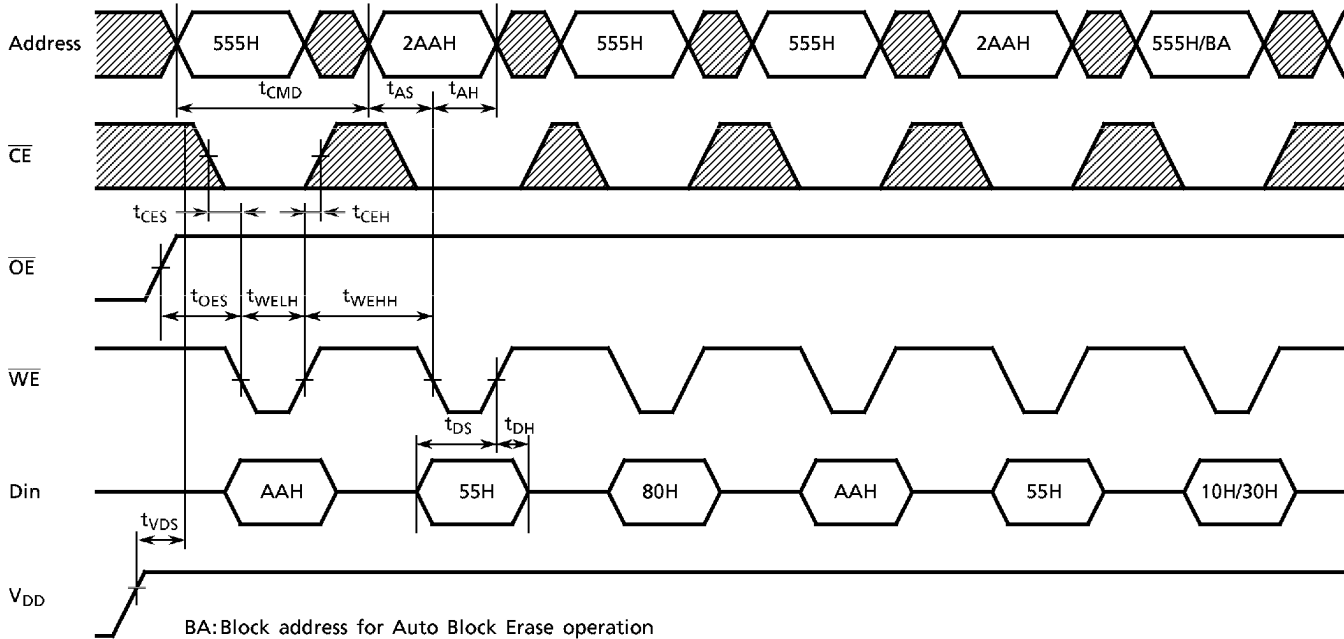 Address 555H 2AAH 555H 555H 2AAH 555H/BA
tCMD tAS tAH
CE
tCES tCEH
OE
tOES tWELH tWEHH
WE
tDS tDH
Din AAH 55H 80H AAH 55H 10H/30H
tVDS
VDD
BA: Block address for Auto Block Erase operation